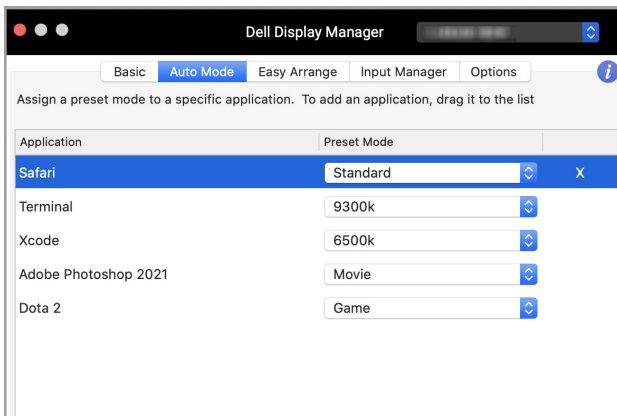 Dell Display Manager
Basic Auto Mode Easy Arrange Input Manager Options i
Assign a preset mode to a specific application. To add an application, drag it to the list
Application Preset Mode
Safari Standard X
Terminal 9300k
Xcode 6500k
Adobe Photoshop 2021 Movie
Dota 2 Game